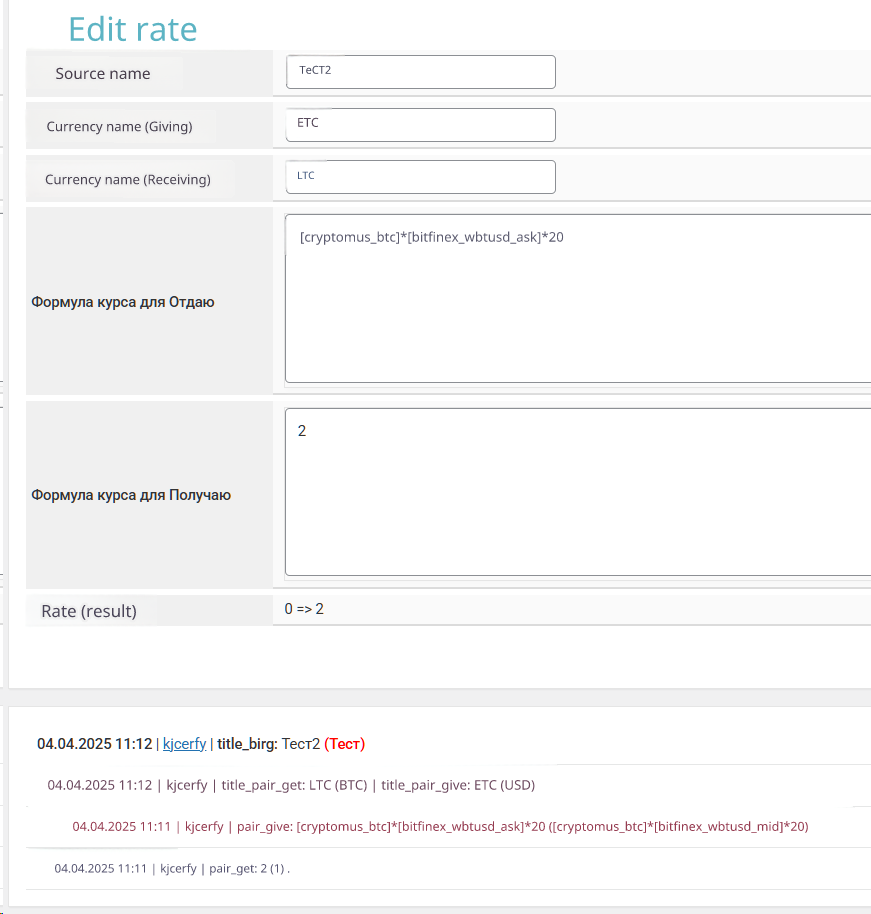 Edit rate
Source name
ТеСТ2
Currency name (Giving)
ETC
Currency name (Receiving)
LTC
[cryptomus_btc]*[bitfinex_wbtusd_ask]*20
Формула курса для Отдаю
2
Формула курса для Получаю
Rate (result)
0 => 2
04.04.2025 11:12 | kjcerfy | title_birg: Тест2 (Тест)
04.04.2025 11:12 | kjcerfy | title_pair_get: LTC (BTC) | title_pair_give: ETC (USD)
04.04.2025 11:11 | kjcerfy | pair_give: [cryptomus_btc]*[bitfinex_wbtusd_ask]*20 ([cryptomus_btc]*[bitfinex_wbtusd_mid]*20)
04.04.2025 11:11 | kjcerfy | pair_get: 2 (1) .